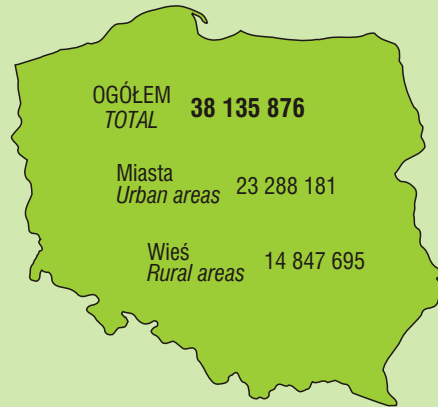 OGÓŁEM
TOTAL 38 135 876
Miasta
Urban areas 23 288 181
Wieś
Rural areas 14 847 695